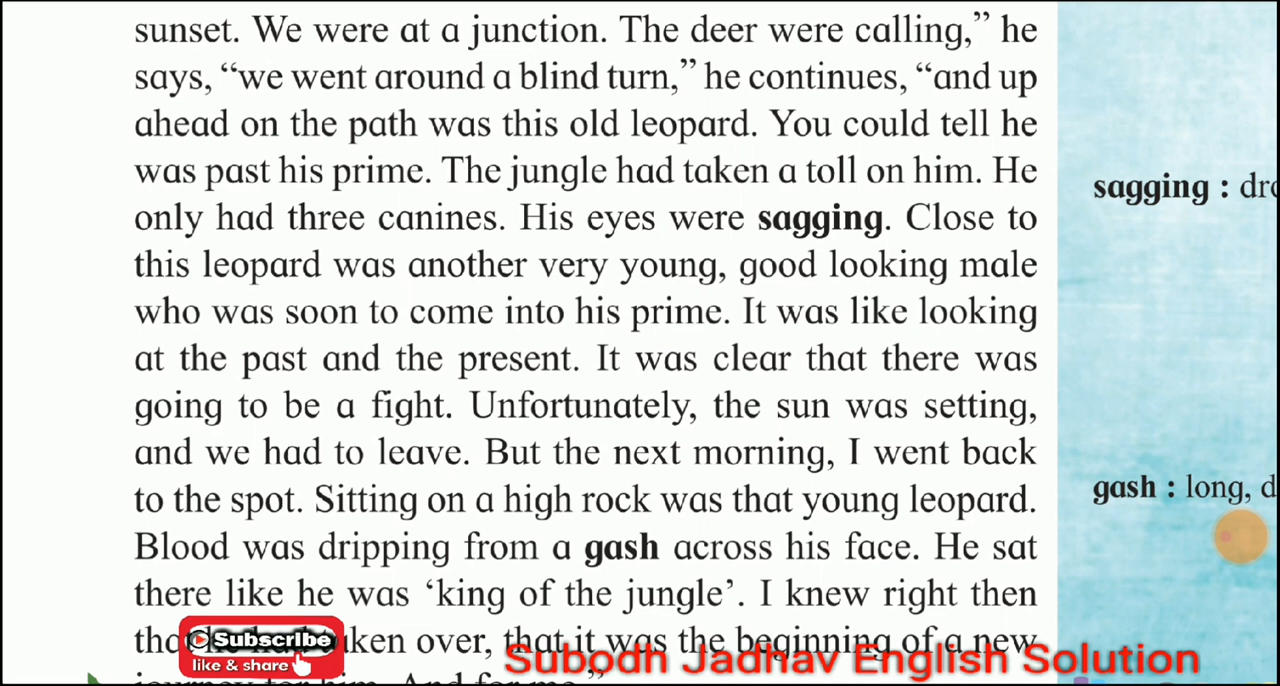 sunset. We were at a junction. The deer were calling,” he
says, “we went around a blind turn,” he continues, “and up
ahead on the path was this old leopard. You could tell he
was past his prime. The jungle had taken a toll on him. He
only had three canines. His eyes were sagging. Close to
this leopard was another very young, good looking male
who was soon to come into his prime. It was like looking
at the past and the present. It was clear that there was
going to be a fight. Unfortunately, the sun was setting,
and we had to leave. But the next morning, I went back
to the spot. Sitting on a high rock was that young leopard.
Blood was dripping from a gash across his face. He sat
there like he was ‘king of the jungle’. I knew right then
taken over, that it was the beginning of a new
journey for him. And for me.”
sagging :
gash : long,
Subscribe
like & share
Subodh Jadhav English Solution